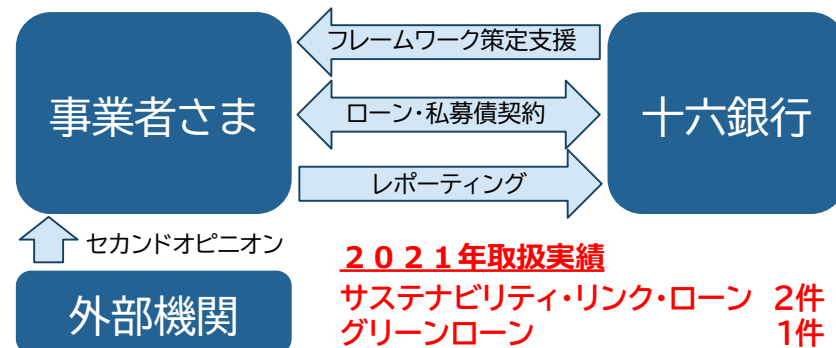 フレームワーク策定支援
事業者さま
ローン・私募債契約
十六銀行
レポーティング
セカンドオピニオン
外部機関
２０２１年取扱実績
サステナビリティ・リンク・ローン 2件
グリーンローン 1件